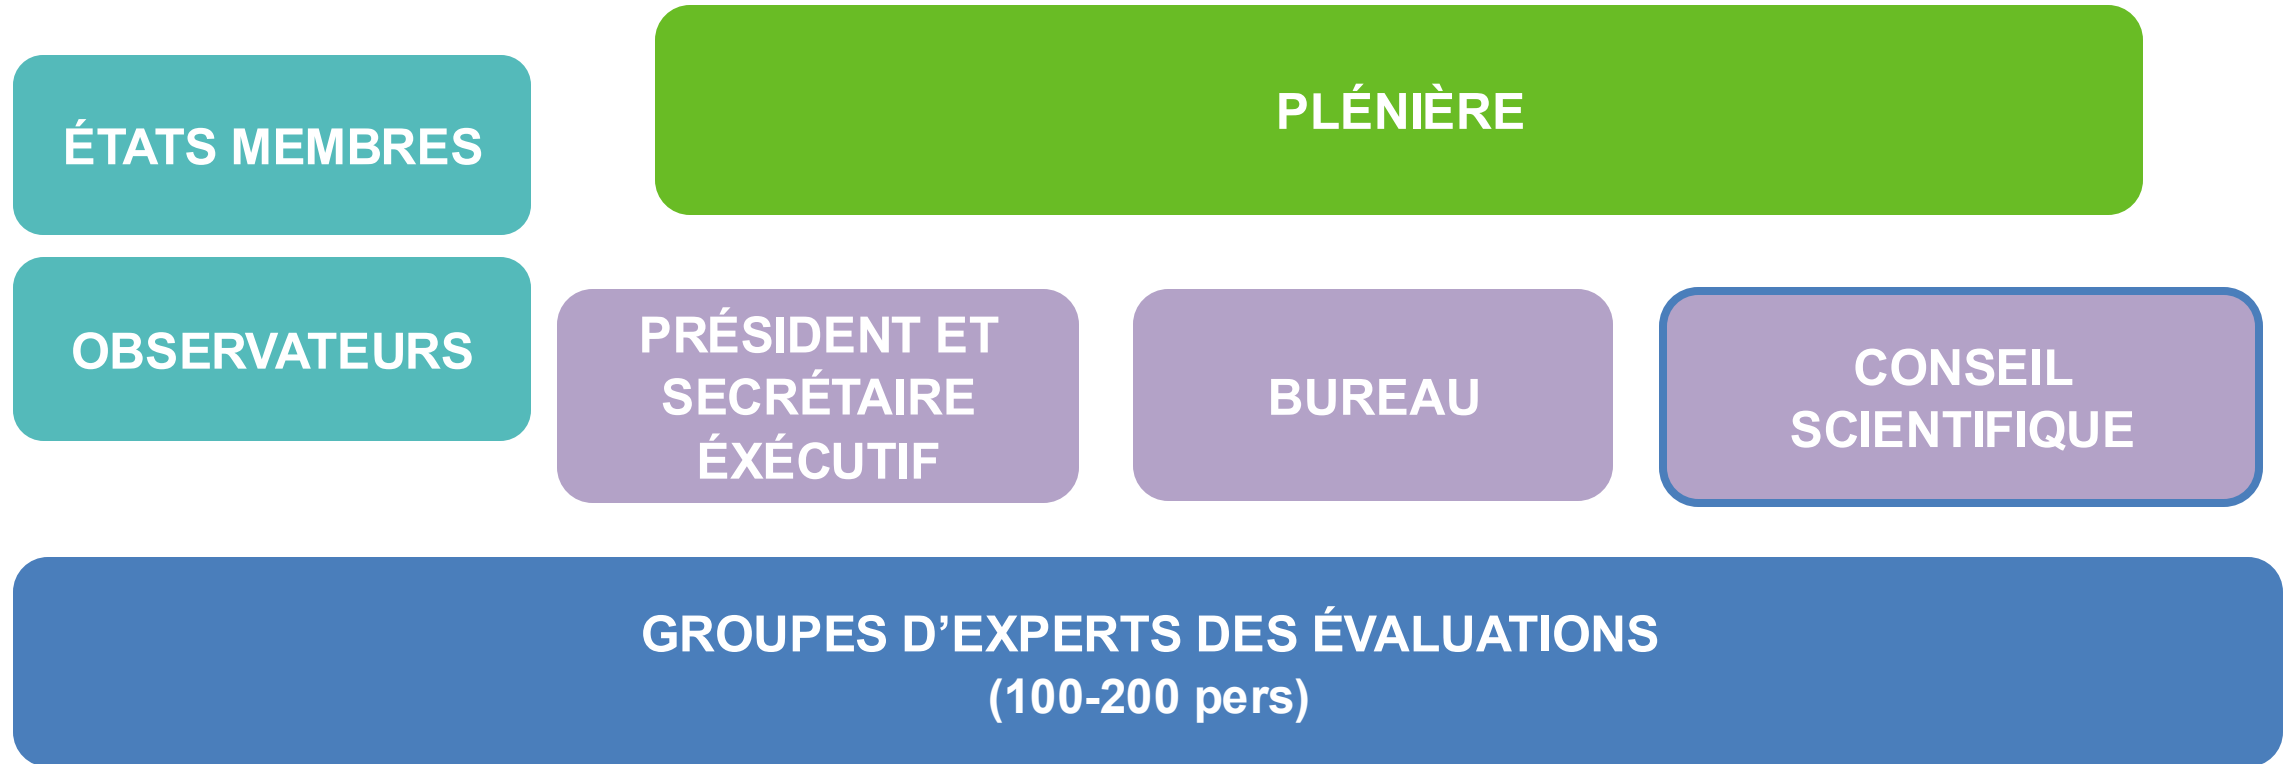 ÉTATS MEMBRES
PLÉNIÈRE
OBSERVATEURS
PRÉSIDENT ET
SECRÉTAIRE
ÉXÉCUTIF
BUREAU
CONSEIL
SCIENTIFIQUE
GROUPES D’EXPERTS DES ÉVALUATIONS
(100-200 pers)